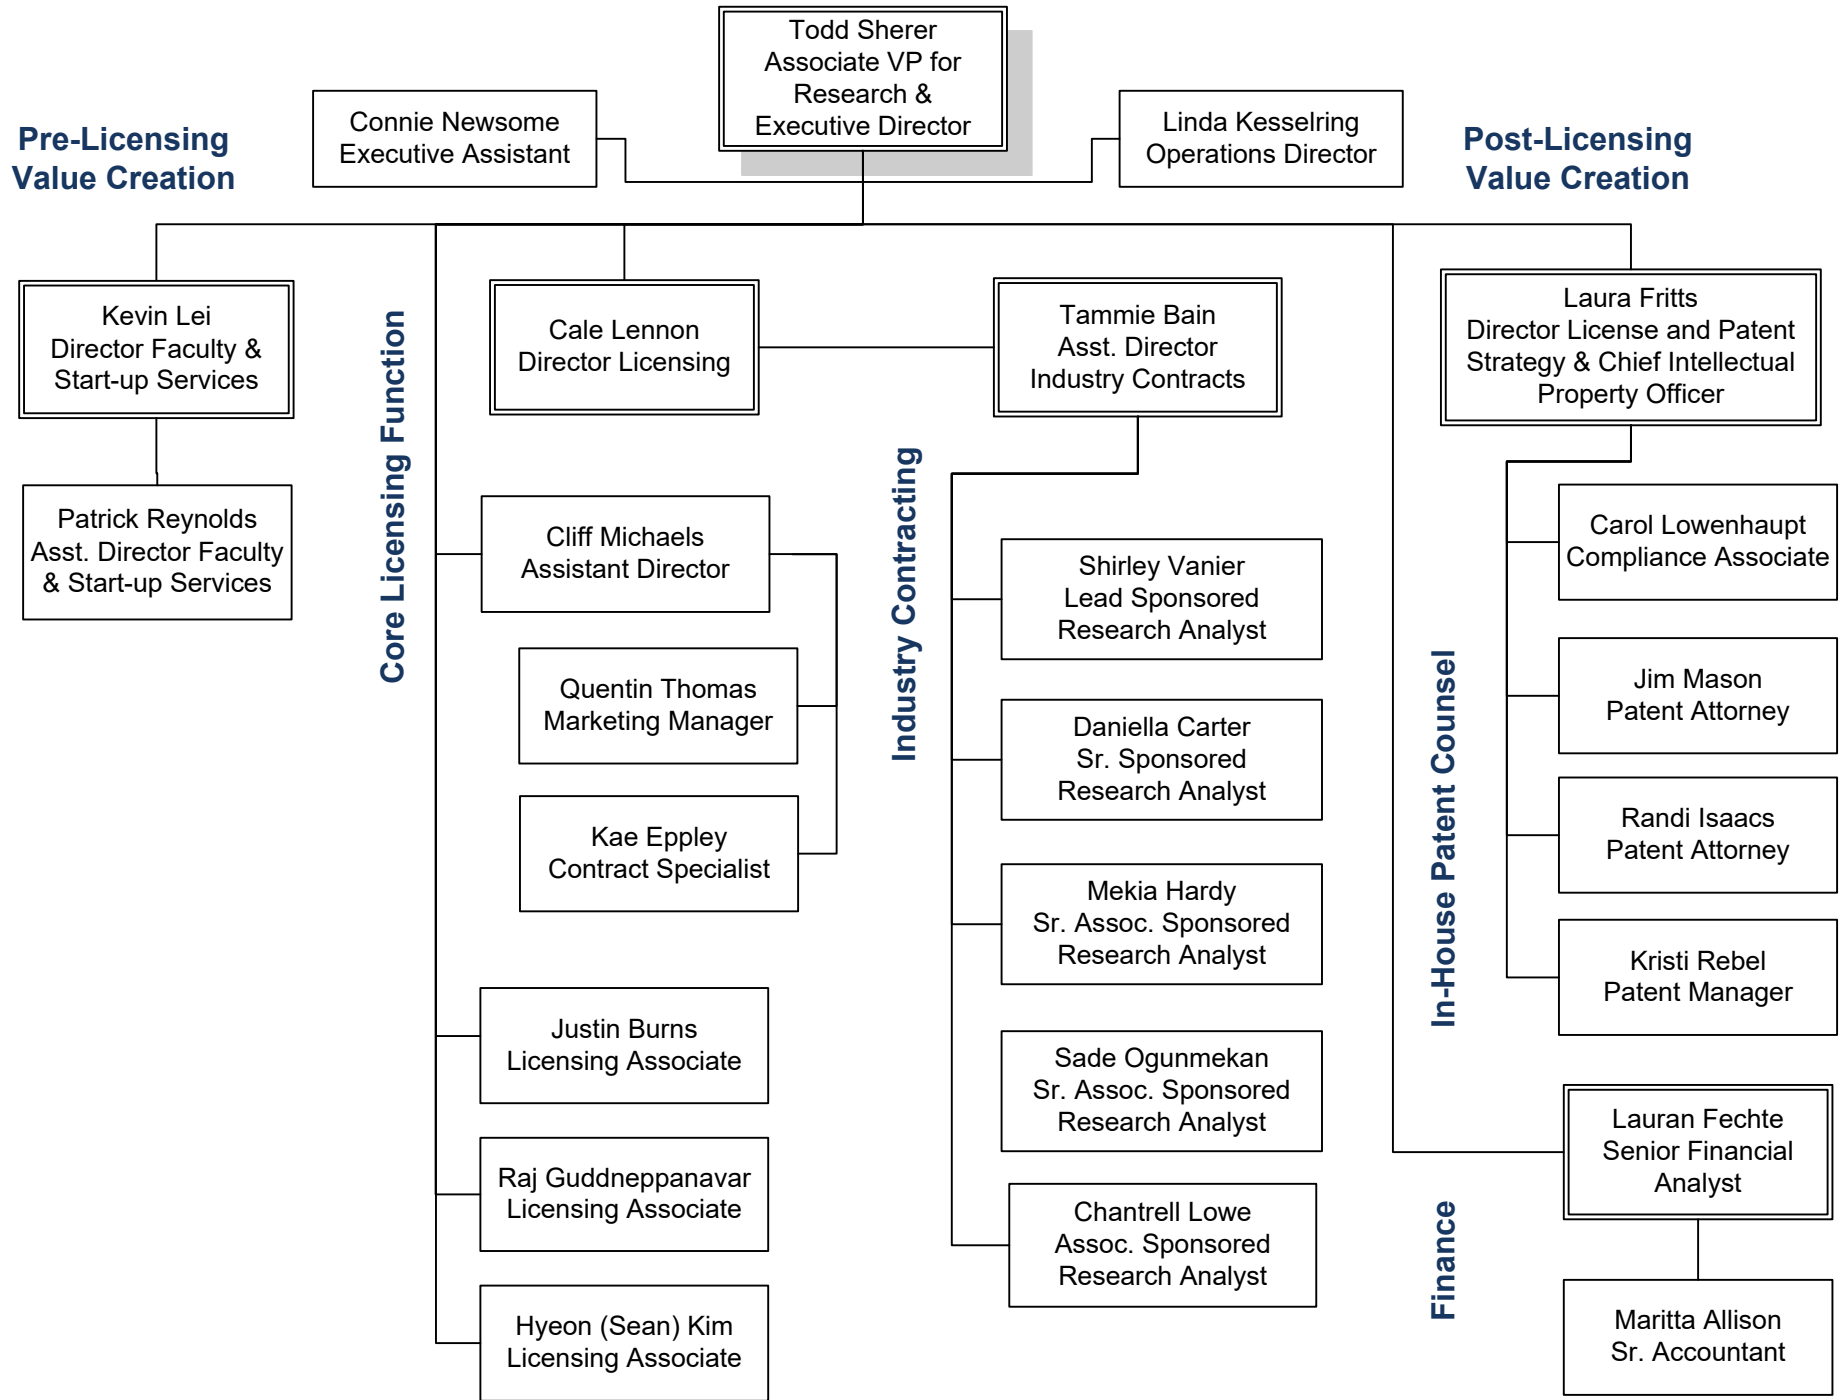 Todd Sherer
Associate VP for
Research &
Executive Director
Connie Newsome
Executive Assistant
Linda Kesselring
Operations Director
Pre-Licensing
Value Creation
Post-Licensing
Value Creation
Kevin Lei
Director Faculty &
Start-up Services
Patrick Reynolds
Asst. Director Faculty
& Start-up Services
Core Licensing Function
Cale Lennon
Director Licensing
Cliff Michaels
Assistant Director
Quentin Thomas
Marketing Manager
Kae Eppley
Contract Specialist
Justin Burns
Licensing Associate
Raj Guddneppanavar
Licensing Associate
Hyeon (Sean) Kim
Licensing Associate
Tammie Bain
Asst. Director
Industry Contracts
Industry Contracting
Shirley Vanier
Lead Sponsored
Research Analyst
Daniella Carter
Sr. Sponsored
Research Analyst
Mekia Hardy
Sr. Assoc. Sponsored
Research Analyst
Sade Ogunmekan
Sr. Assoc. Sponsored
Research Analyst
Chantrell Lowe
Assoc. Sponsored
Research Analyst
Laura Fritts
Director License and Patent
Strategy & Chief Intellectual
Property Officer
In-House Patent Counsel
Carol Lowenhaupt
Compliance Associate
Jim Mason
Patent Attorney
Randi Isaacs
Patent Attorney
Kristi Rebel
Patent Manager
Finance
Lauran Fechte
Senior Financial
Analyst
Maritta Allison
Sr. Accountant